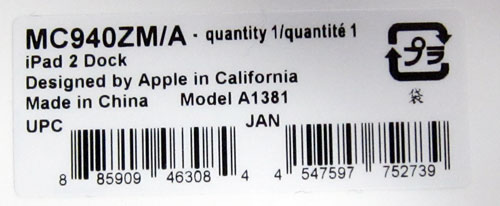 MC940ZM/A - quantity 1/quantité 1
iPad 2 Dock
Designed by Apple in California
Made in China Model A1381
プラ
袋
UPC JAN
8 85909 46308 4 4 547597 752739